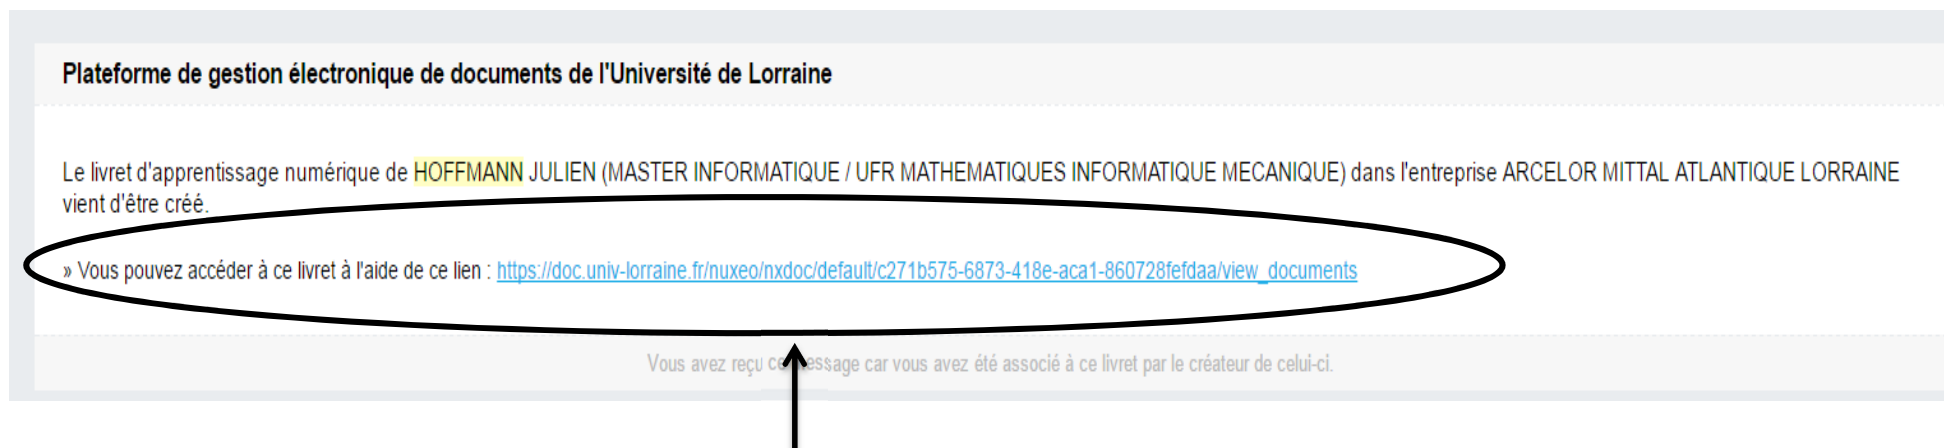 Plateforme de gestion électronique de documents de l'Université de Lorraine
Le livret d'apprentissage numérique de HOFFMANN JULIEN (MASTER INFORMATIQUE / UFR MATHEMATIQUES INFORMATIQUE MECANIQUE) dans l'entreprise ARCELOR MITTAL ATLANTIQUE LORRAINE
vient d'être créé.
» Vous pouvez accéder à ce livret à l'aide de ce lien : https://doc.univ-lorraine.fr/nuxeo/nxdoc/default/c271b575-6873-418e-aca1-860728fefdaa/view_documents
Vous avez reçu ce message car vous avez été associé à ce livret par le créateur de celui-ci.